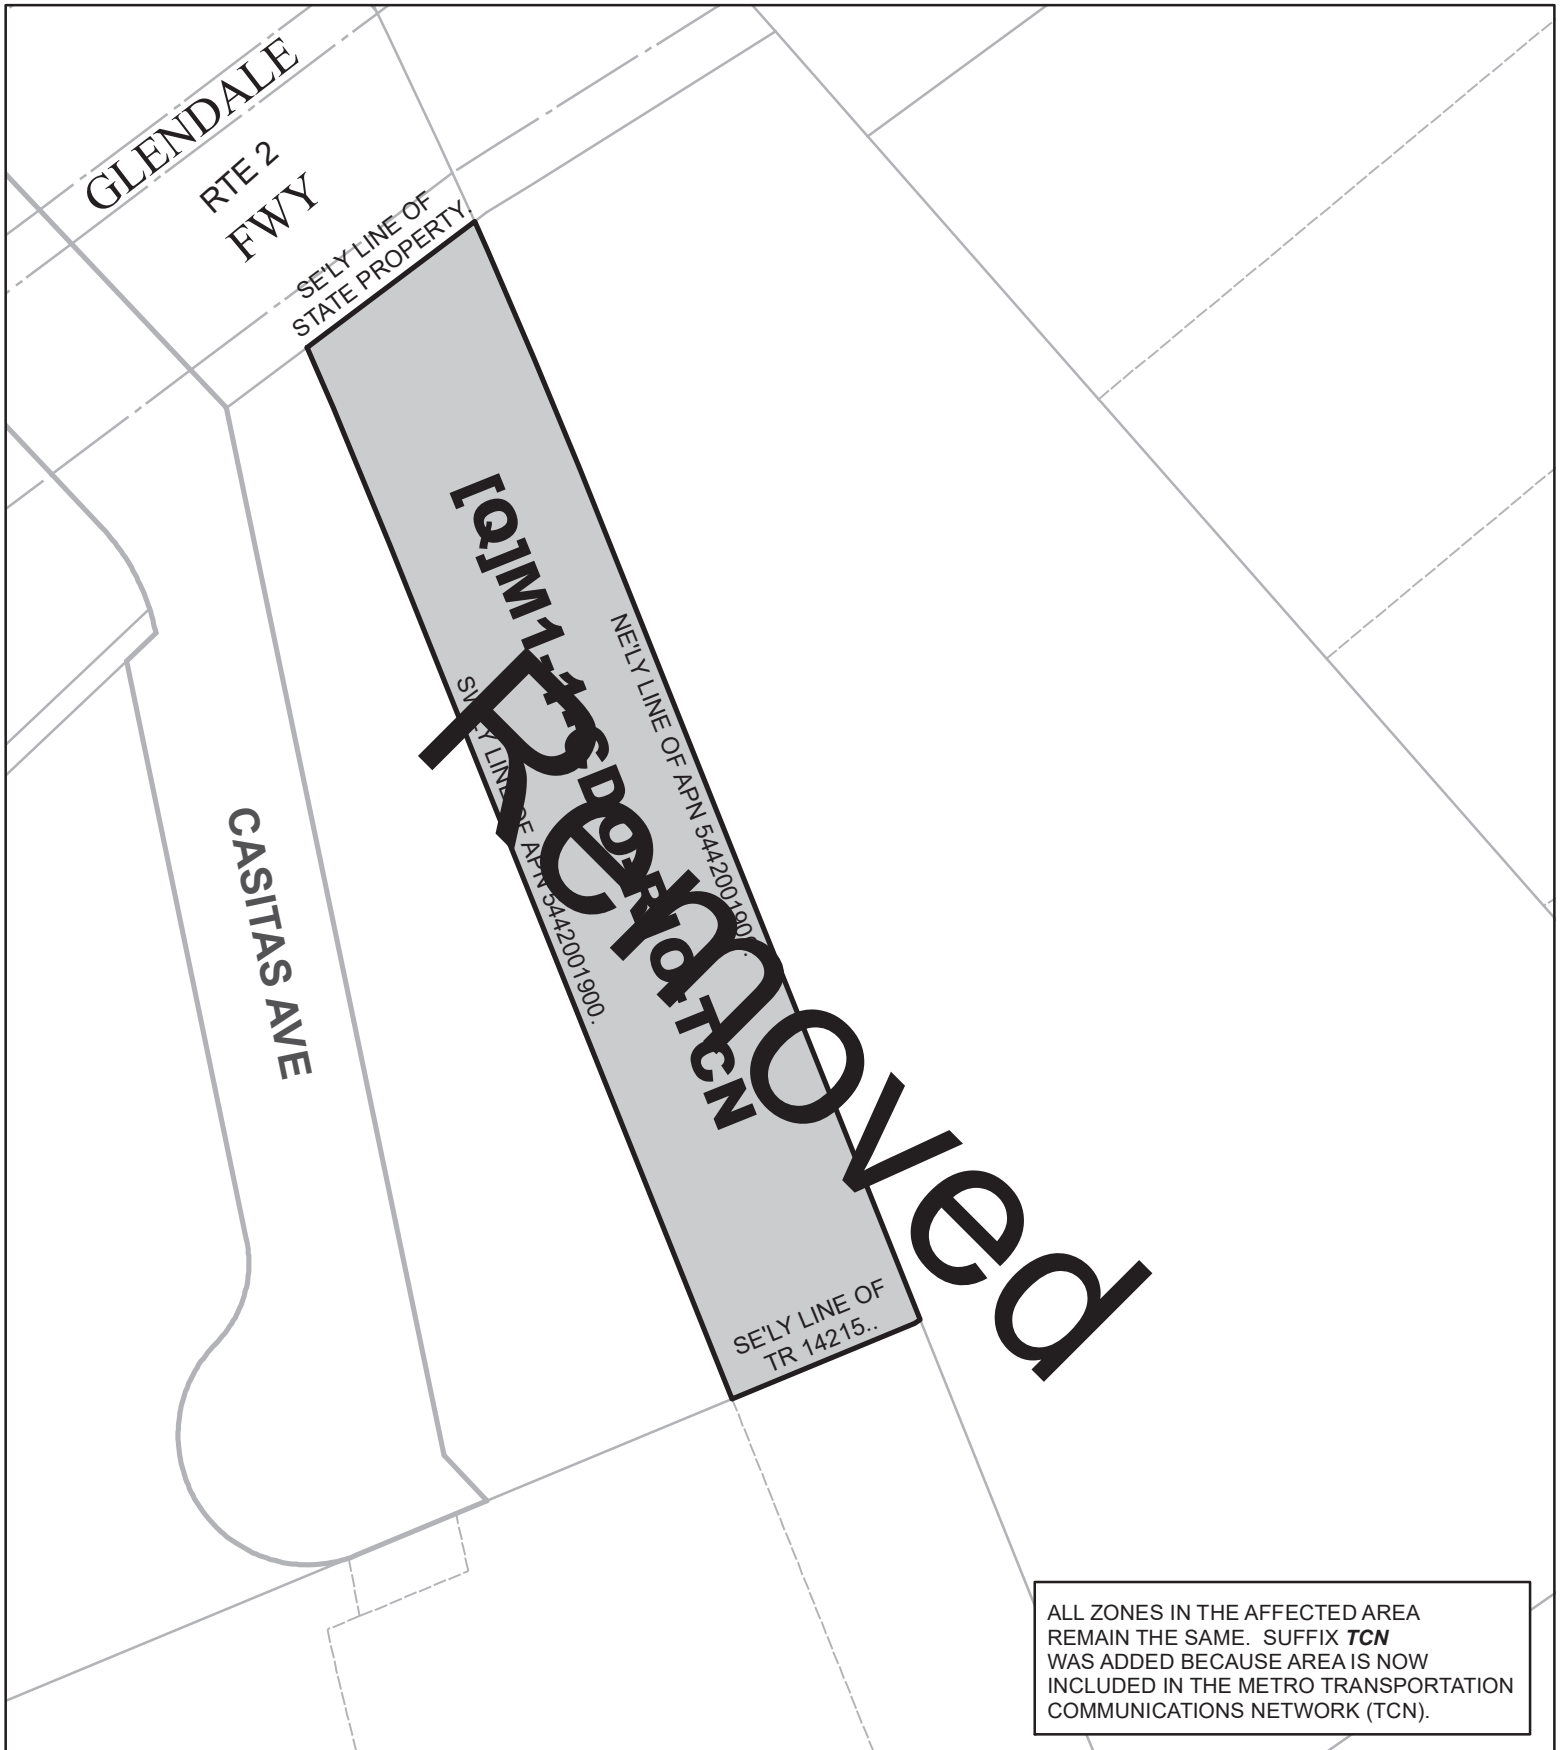 GLENDALE
RTE 2
FWY
SE'LY LINE OF
STATE PROPERTY.
[Q]M1-1-CDO-RIO-TCN
NE'LY LINE OF APN 5442001900.
SW'LY LINE OF APN 5442001900.
Removed
CASITAS AVE
SE'LY LINE OF
TR 14215..
ALL ZONES IN THE AFFECTED AREA
REMAIN THE SAME. SUFFIX TCN
WAS ADDED BECAUSE AREA IS NOW
INCLUDED IN THE METRO TRANSPORTATION
COMMUNICATIONS NETWORK (TCN).